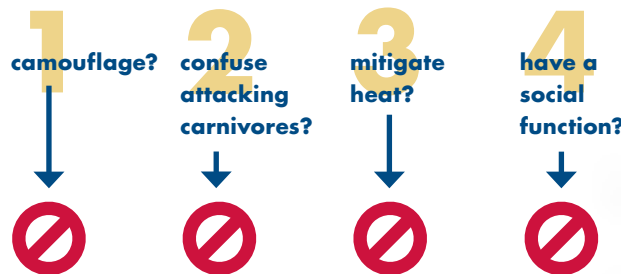 1
camouflage?
2
confuse
attacking
carnivores?
3
mitigate
heat?
4
have a
social
function?